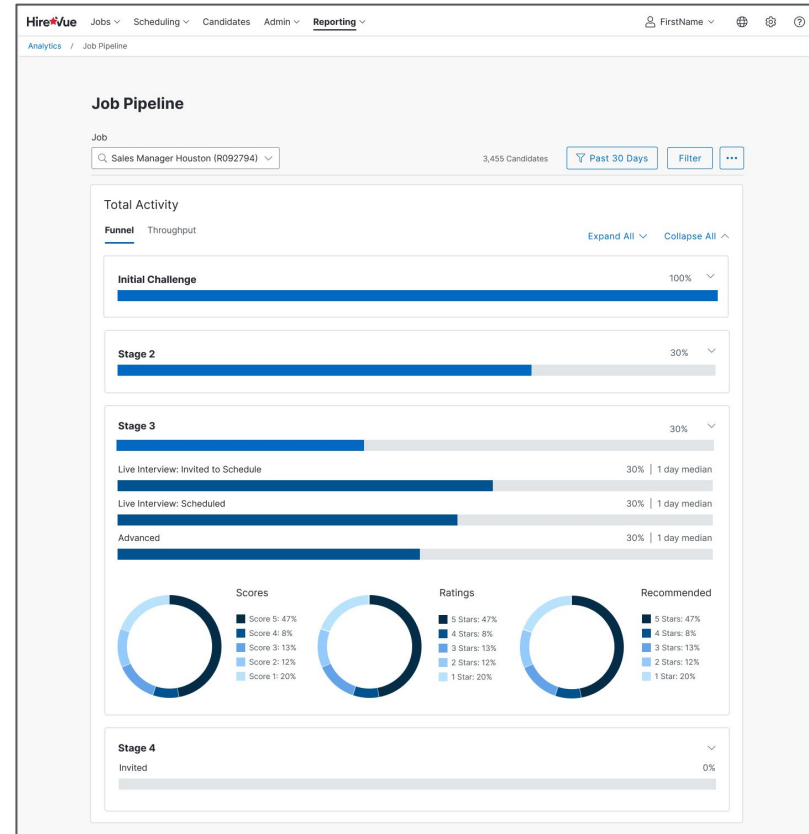 Hire★Vue Jobs Scheduling Candidates Admin Reporting FirstName
Analytics / Job Pipeline
Job Pipeline
Job
Sales Manager Houston (R092794) 3,455 Candidates Past 30 Days Filter ...
Total Activity
Funnel Throughput
Expand All Collapse All
Initial Challenge 100%
Stage 2 30%
Stage 3 30%
Live Interview: Invited to Schedule 30% | 1 day median
Live Interview: Scheduled 30% | 1 day median
Advanced 30% | 1 day median
Scores
Score 5: 47%
Score 4: 8%
Score 3: 13%
Score 2: 12%
Score 1: 20%
Ratings
5 Stars: 47%
4 Stars: 8%
3 Stars: 13%
2 Stars: 12%
1 Star: 20%
Recommended
5 Stars: 47%
4 Stars: 8%
3 Stars: 13%
2 Stars: 12%
1 Star: 20%
Stage 4
Invited 0%